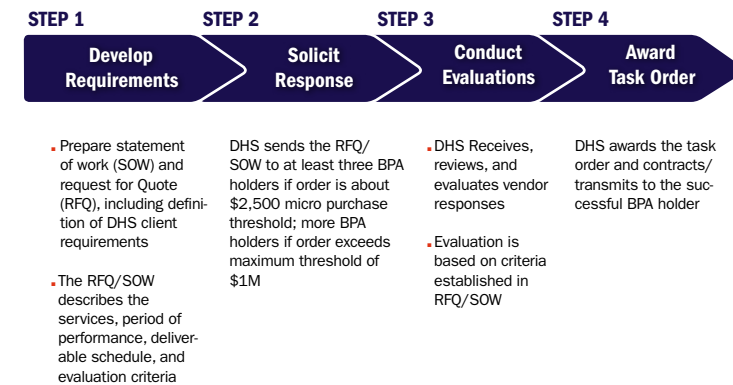 STEP 1
Develop
Requirements
▪ Prepare statement
of work (SOW) and
request for Quote
(RFQ), including defini-
tion of DHS client
requirements
▪ The RFQ/SOW
describes the
services, period of
performance, deliver-
able schedule, and
evaluation criteria
STEP 2
Solicit
Response
DHS sends the RFQ/
SOW to at least three BPA
holders if order is about
$2,500 micro purchase
threshold; more BPA
holders if order exceeds
maximum threshold of
$1M
STEP 3
Conduct
Evaluations
▪ DHS Receives,
reviews, and
evaluates vendor
responses
▪ Evaluation is
based on criteria
established in
RFQ/SOW
STEP 4
Award
Task Order
DHS awards the task
order and contracts/
transmits to the suc-
cessful BPA holder